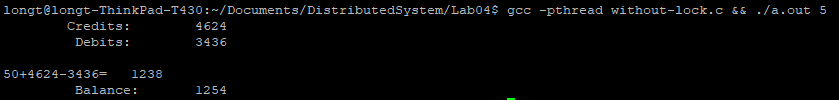 longt@longt-ThinkPad-T430:~/Documents/DistributedSystem/Lab04$ gcc -pthread without-lock.c && ./a.out 5
Credits: 4624
Debits: 3436
50+4624-3436= 1238
Balance: 1254